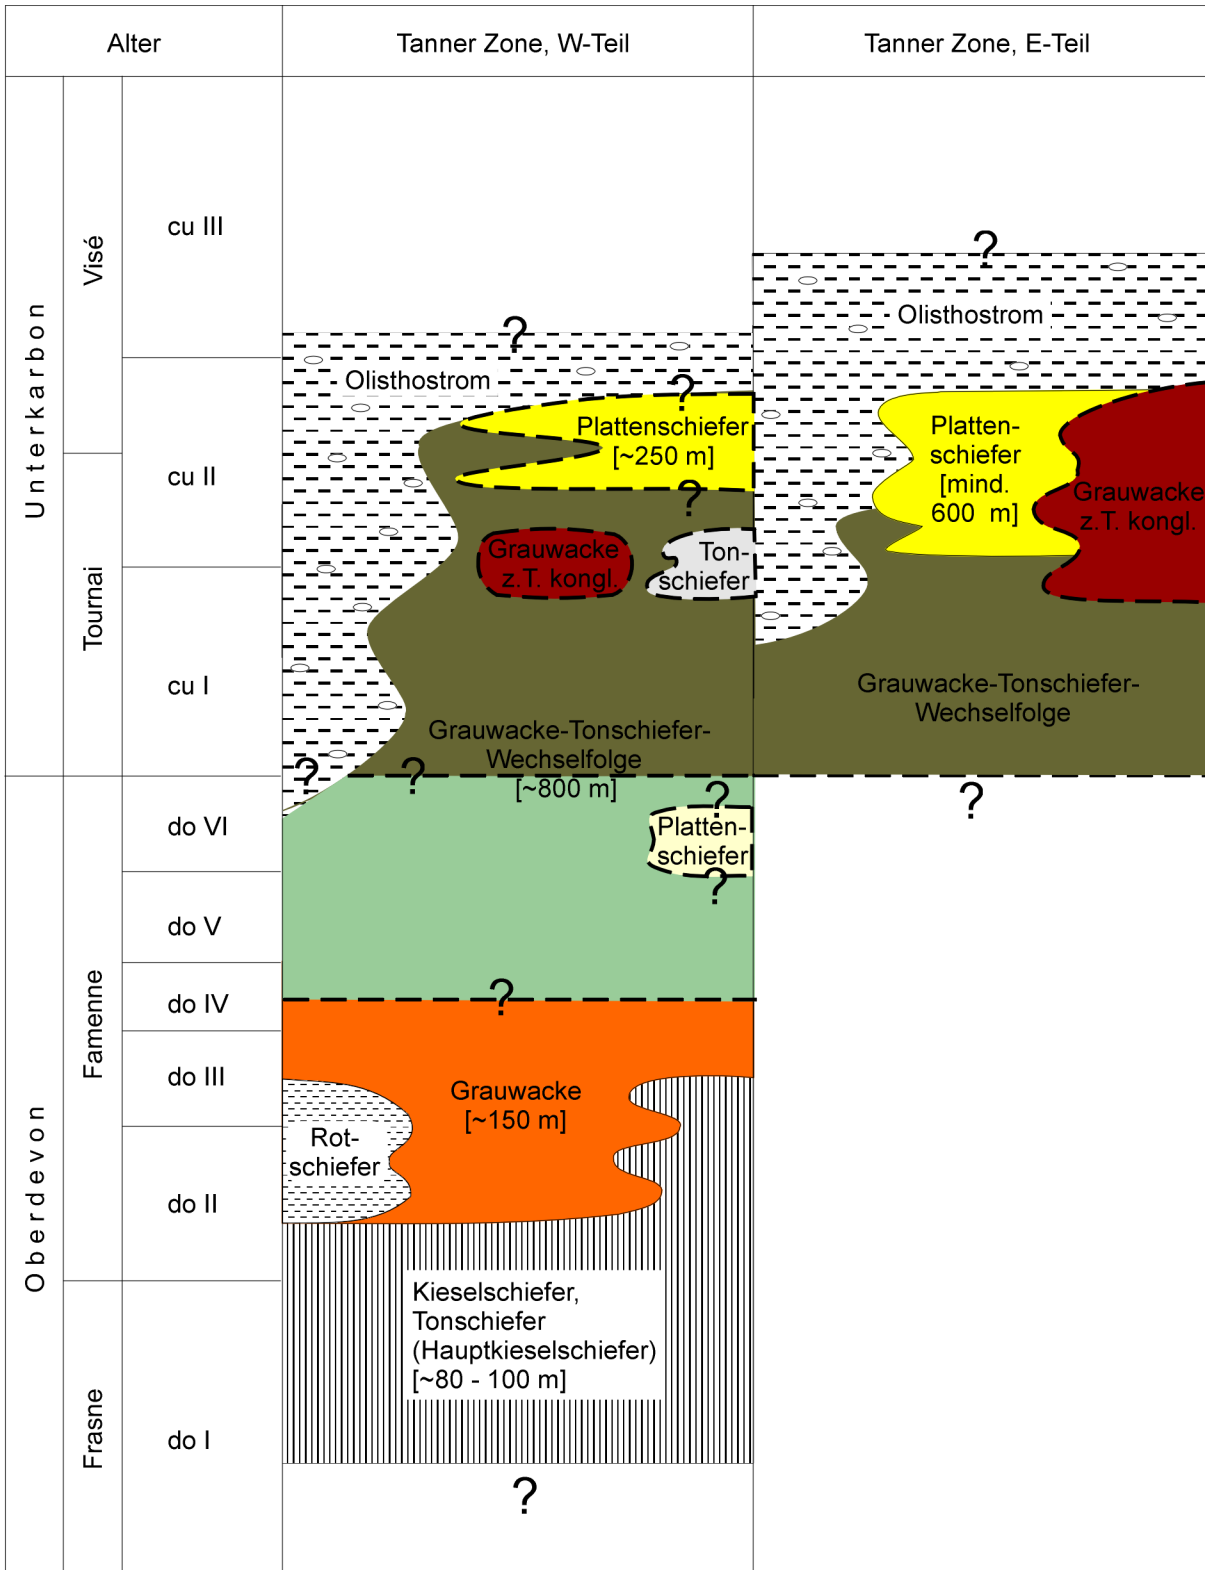 Alter
Tanner Zone, W-Teil
Tanner Zone, E-Teil
Unterkarbon
Visé
Tournai
cu III
cu II
cu I
Oberdevon
Famenne
Frasne
do VI
do V
do IV
do III
do II
do I
?
Olisthostrom
?
Plattenschiefer
[~250 m]
?
Grauwacke
z.T. kongl.
Ton-
schiefer
Grauwacke-Tonschiefer-
Wechselfolge
[~800 m]
?
?
?
Platten-
schiefer
?
?
Grauwacke
[~150 m]
Rot-
schiefer
Kieselschiefer,
Tonschiefer
(Hauptkieselschiefer)
[~80 - 100 m]
?
?
Olisthostrom
Platten-
schiefer
[mind.
600 m]
Grauwacke
z.T. kongl.
Grauwacke-Tonschiefer-
Wechselfolge
?